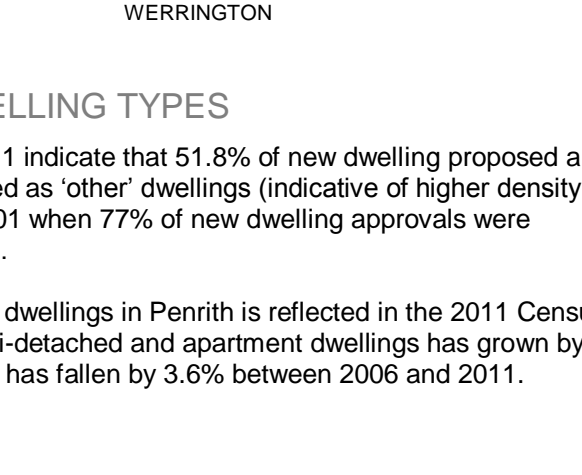 WERRINGTON
ELLING TYPES
1 indicate that 51.8% of new dwelling proposed a
ed as ‘other’ dwellings (indicative of higher density
01 when 77% of new dwelling approvals were
.
dwellings in Penrith is reflected in the 2011 Censu
i-detached and apartment dwellings has grown by
has fallen by 3.6% between 2006 and 2011.